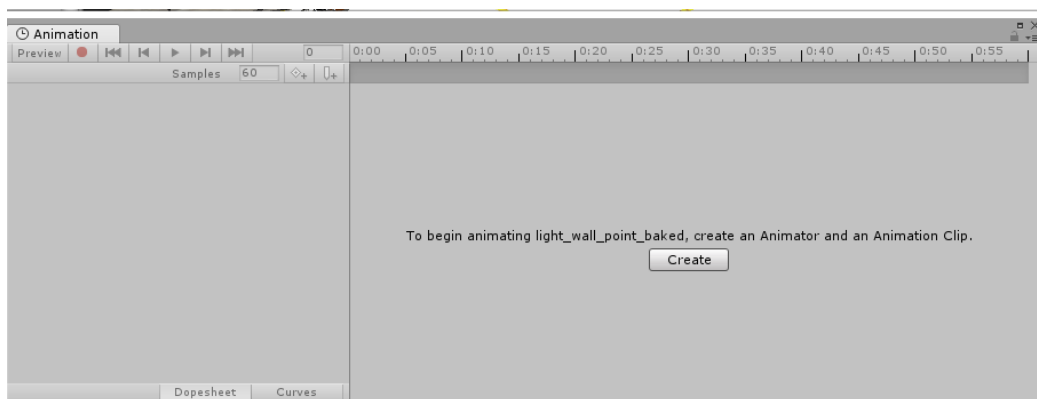 Animation
Preview 0 0:00 0:05 0:10 0:15 0:20 0:25 0:30 0:35 0:40 0:45 0:50 0:55
Samples 60
To begin animating light_wall_point_baked, create an Animator and an Animation Clip.
Create
Dopesheet Curves